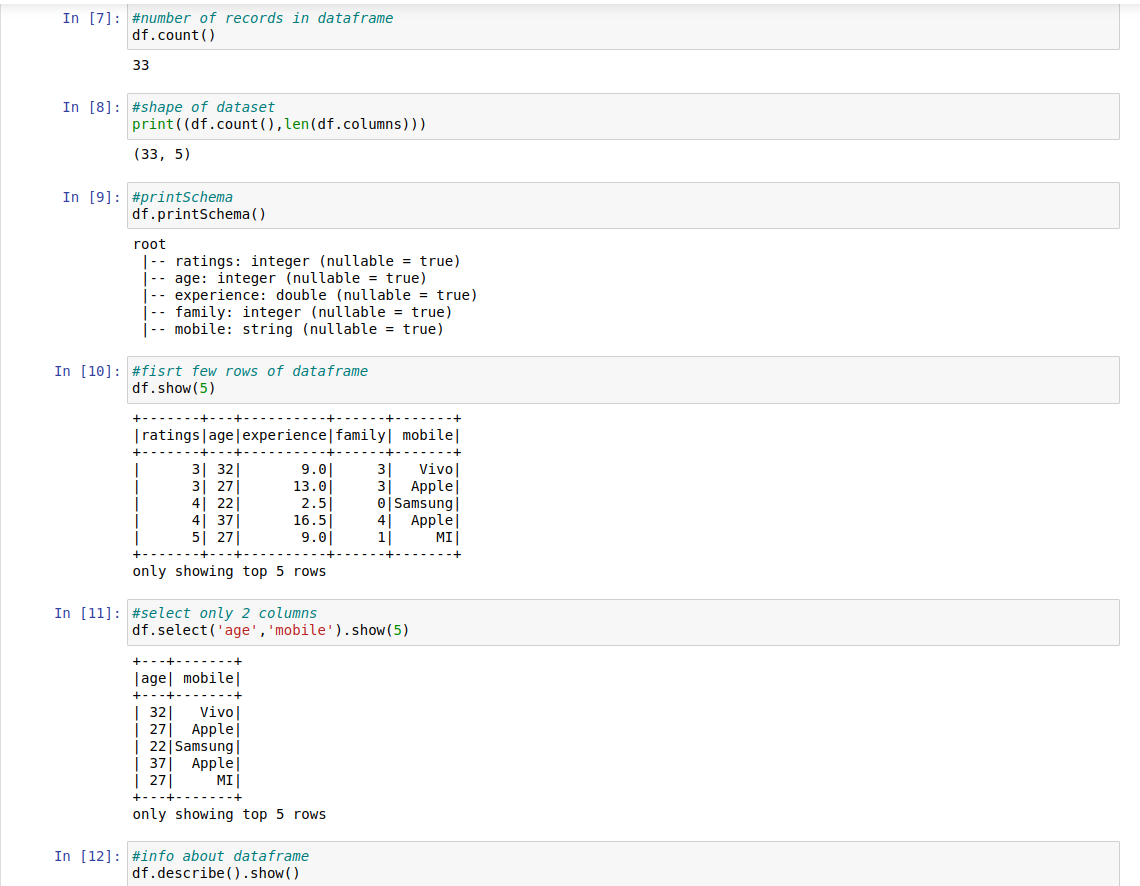 In [7]: #number of records in dataframe
df.count()
33
In [8]: #shape of dataset
print((df.count(),len(df.columns)))
(33, 5)
In [9]: #printSchema
df.printSchema()
root
 |-- ratings: integer (nullable = true)
 |-- age: integer (nullable = true)
 |-- experience: double (nullable = true)
 |-- family: integer (nullable = true)
 |-- mobile: string (nullable = true)
In [10]: #fisrt few rows of dataframe
df.show(5)
+-------+---+----------+------+-------+
|ratings|age|experience|family| mobile|
+-------+---+----------+------+-------+
|      3| 32|       9.0|     3|   Vivo|
|      3| 27|      13.0|     3|  Apple|
|      4| 22|       2.5|     0|Samsung|
|      4| 37|      16.5|     4|  Apple|
|      5| 27|       9.0|     1|     MI|
+-------+---+----------+------+-------+
only showing top 5 rows
In [11]: #select only 2 columns
df.select('age','mobile').show(5)
+---+-------+
|age| mobile|
+---+-------+
| 32|   Vivo|
| 27|  Apple|
| 22|Samsung|
| 37|  Apple|
| 27|     MI|
+---+-------+
only showing top 5 rows
In [12]: #info about dataframe
df.describe().show()